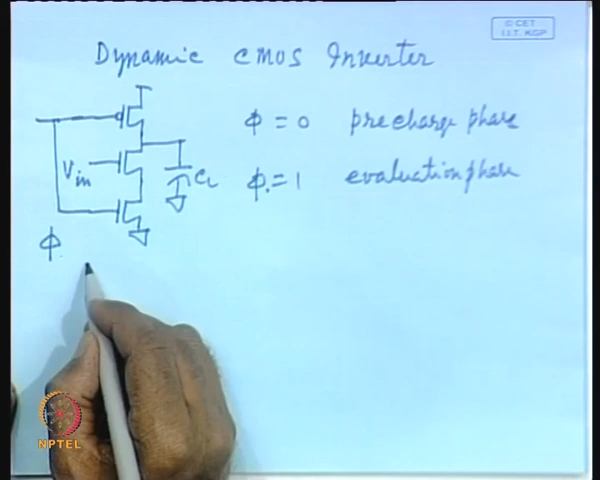 © CET
I.I.T. KGP
Dynamic CMOS Inverter
ϕ = 0 precharge phase
Vin
CL
ϕ = 1 evaluation phase
ϕ
NPTEL